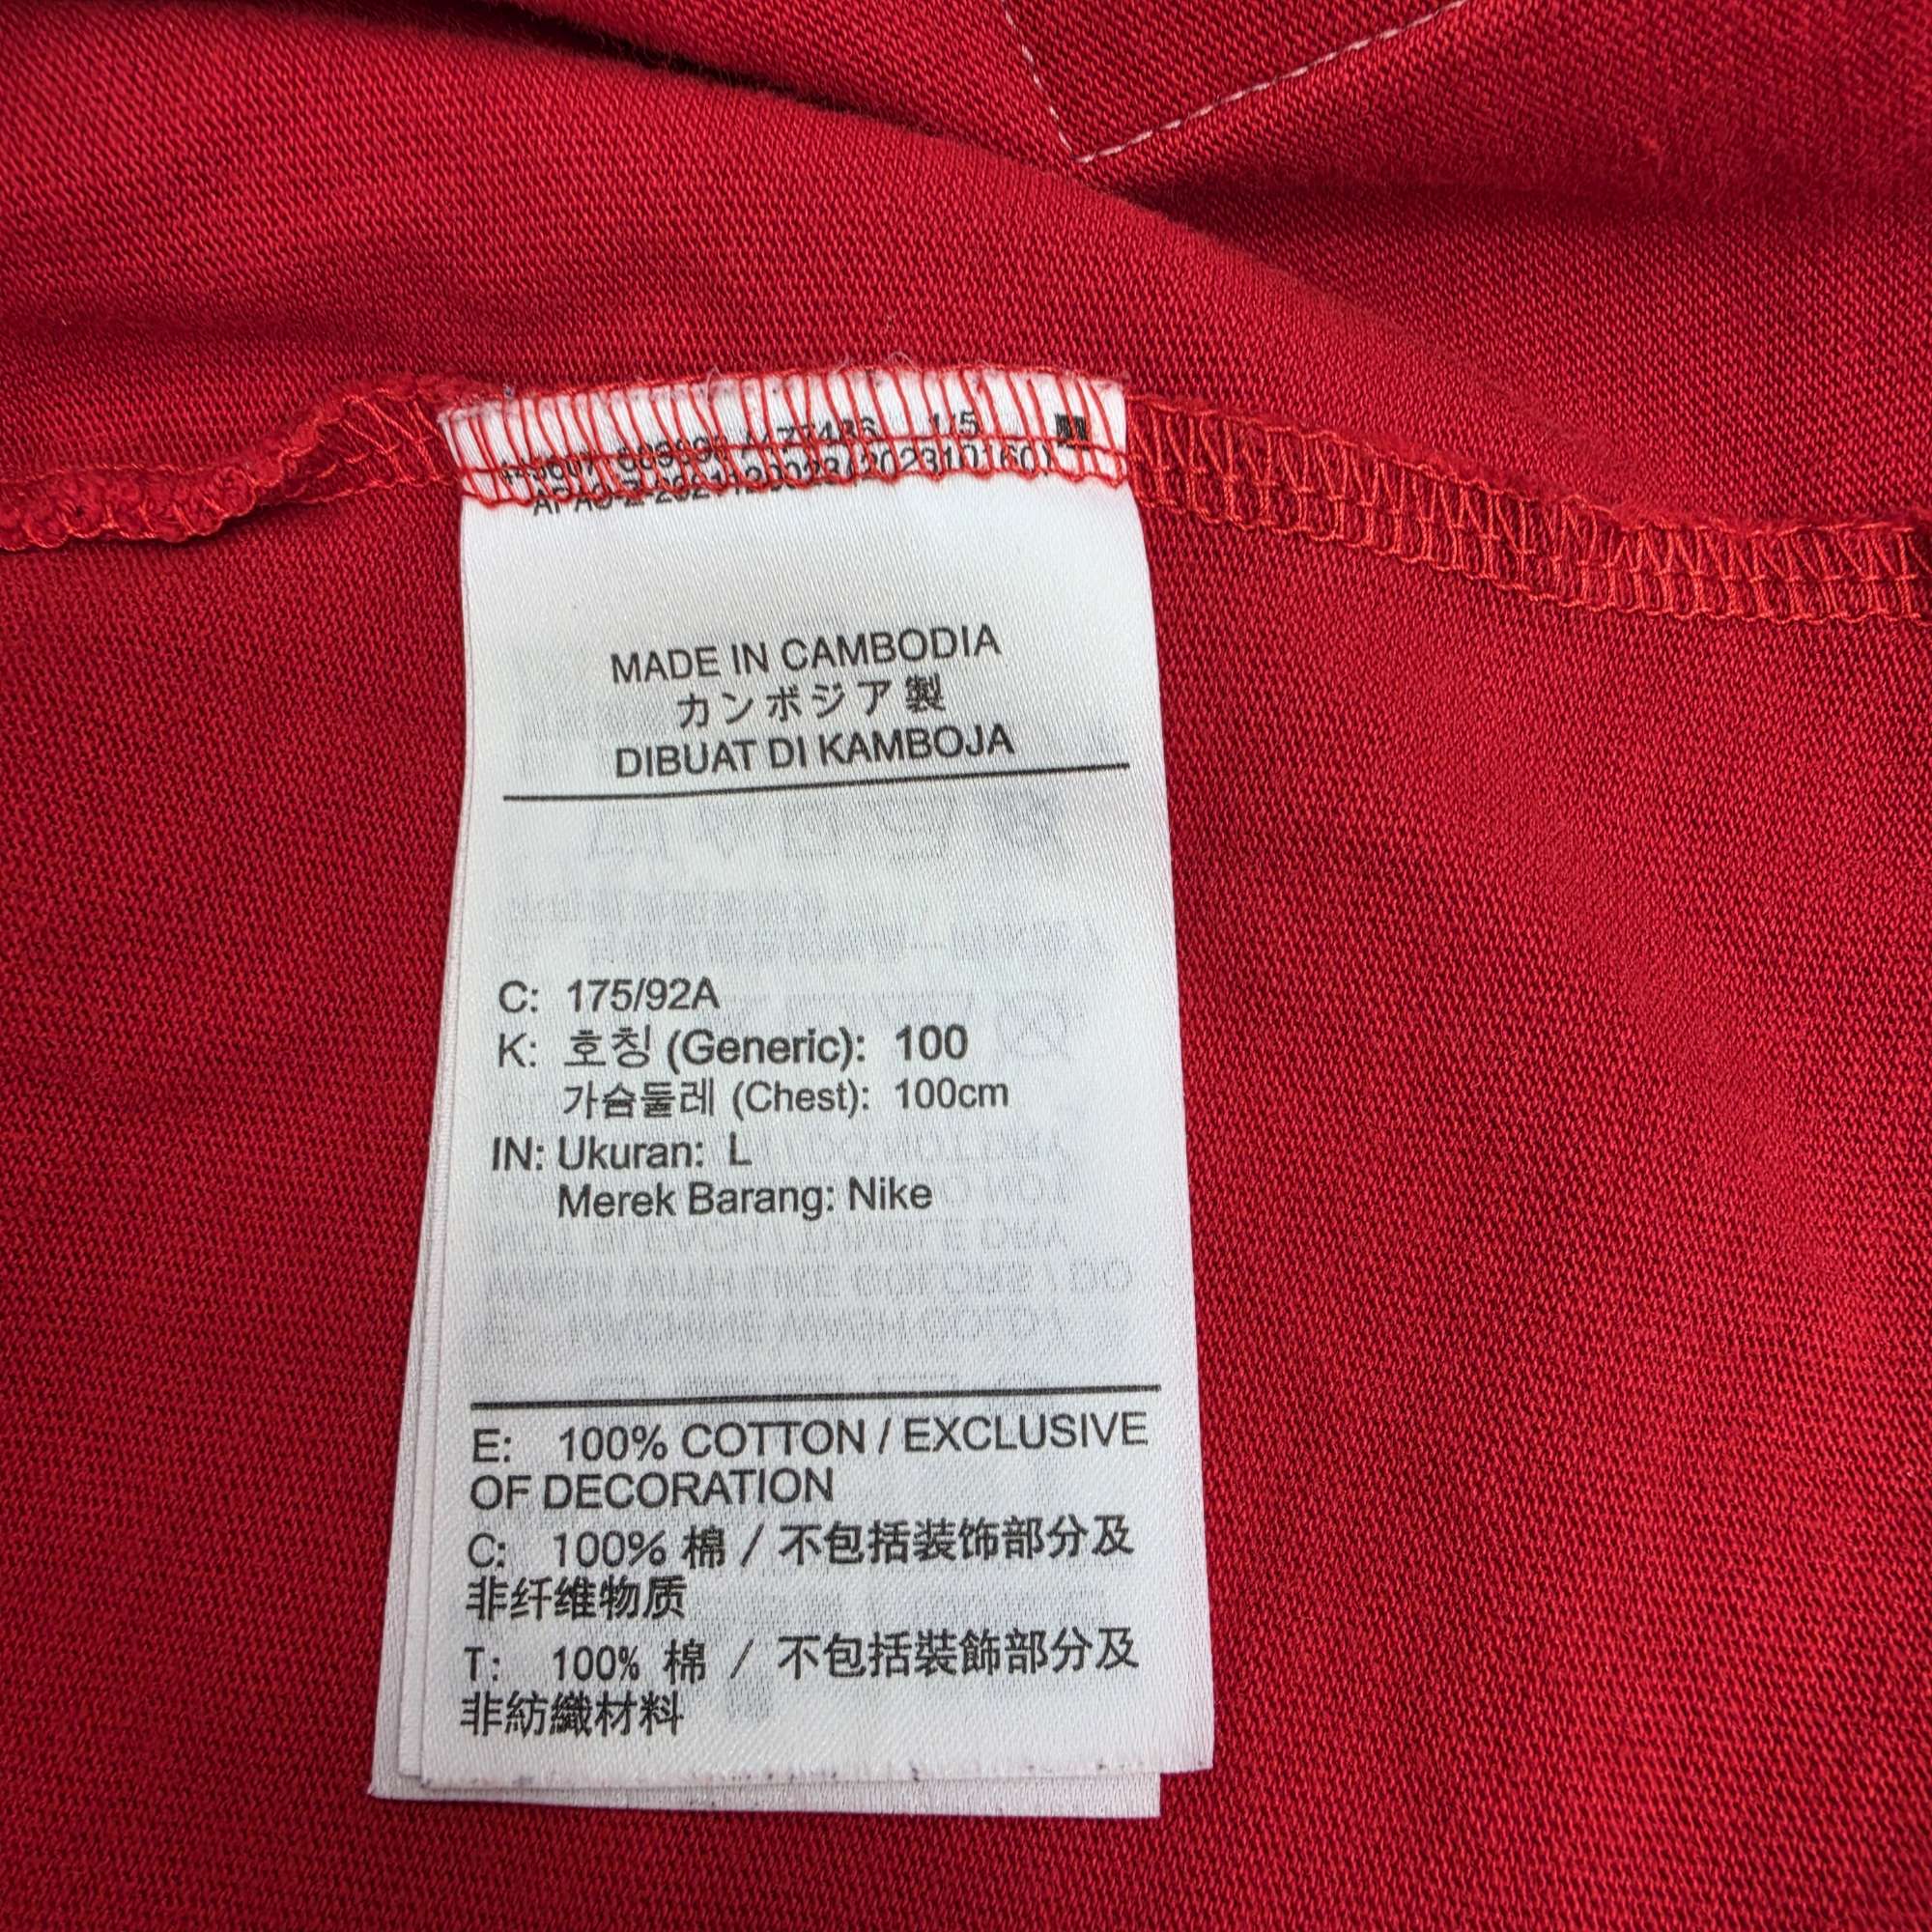 1/5
MADE IN CAMBODIA
カンボジア製
DIBUAT DI KAMBOJA
C: 175/92A
K: 호칭 (Generic): 100
가슴둘레 (Chest): 100cm
IN: Ukuran: L
Merek Barang: Nike
E: 100% COTTON / EXCLUSIVE
OF DECORATION
C: 100% 棉 / 不包括装饰部分及
非纤维物质
T: 100% 棉 / 不包括裝飾部分及
非紡織材料